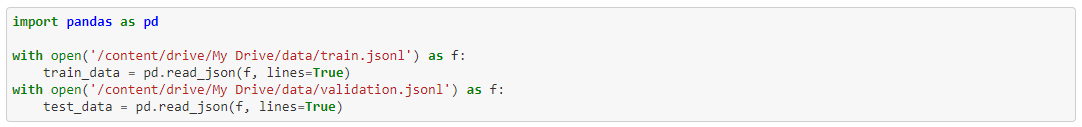 import pandas as pd
with open('/content/drive/My Drive/data/train.jsonl') as f:
    train_data = pd.read_json(f, lines=True)
with open('/content/drive/My Drive/data/validation.jsonl') as f:
    test_data = pd.read_json(f, lines=True)